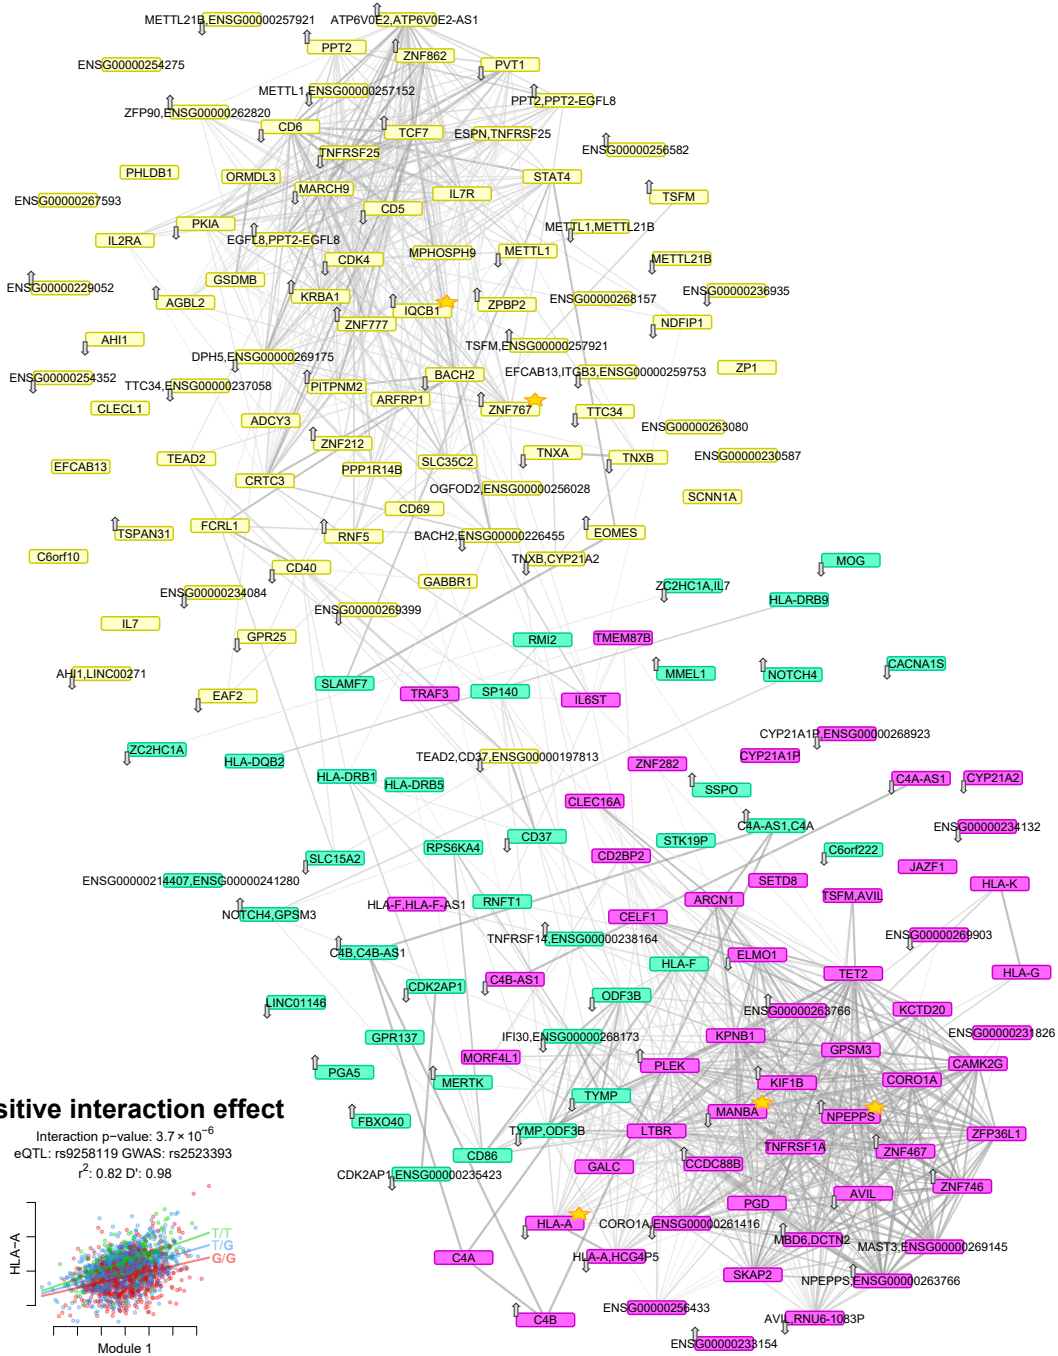 METTL21B,ENSG00000257921
ATP6V0E2,ATP6V0E2-AS1
PPT2
ZNF862
ENSG00000254275
PVT1
METTL1,ENSG00000257152
PPT2,PPT2-EGFL8
ZFP90,ENSG00000262820
CD6
TCF7
ESPN,TNFRSF25
ENSG00000256582
TNFRSF25
PHLDB1
ORMDL3
STAT4
MARCH9
IL7R
TSFM
ENSG00000267593
CD5
PKIA
METTL1,METTL21B
IL2RA
EGFL8,PPT2-EGFL8
MPHOSPH9
METTL1
CDK4
METTL21B
GSDMB
ENSG00000229052
ENSG00000236935
AGBL2
KRBA1
IQCB1
ZPBP2
ENSG00000268157
ZNF777
NDFIP1
AHI1
TSFM,ENSG00000257921
DPH5,ENSG00000269175
ZP1
ENSG00000254352
TTC34,ENSG00000237058
PITPNM2
BACH2
EFCAB13,ITGB3,ENSG00000259753
ARFRP1
CLECL1
ZNF767
TTC34
ADCY3
ENSG00000263080
ZNF212
TEAD2
EFCAB13
PPP1R14B
SLC35C2
TNXA
TNXB
ENSG00000230587
CRTC3
OGFOD2,ENSG00000256028
SCNN1A
CD69
FCRL1
TSPAN31
RNF5
BACH2,ENSG00000226455
EOMES
C6orf10
CD40
TNXB,CYP21A2
MOG
GABBR1
ZC2HC1A,IL7
ENSG00000234084
HLA-DRB9
ENSG00000269399
IL7
GPR25
RMI2
TMEM87B
AHI1,LINC00271
SLAMF7
MMEL1
NOTCH4
CACNA1S
EAF2
TRAF3
SP140
IL6ST
CYP21A1P,ENSG00000268923
ZC2HC1A
HLA-DQB2
TEAD2,CD37,ENSG00000197813
ZNF282
CYP21A1P
HLA-DRB1
HLA-DRB5
SSPO
C4A-AS1
CYP21A2
CLEC16A
C4A-AS1,C4A
ENSG00000234132
CD37
STK19P
RPS6KA4
SLC15A2
CD2BP2
C6orf222
JAZF1
ENSG00000214407,ENSG00000241280
SETD8
HLA-K
TSFM,AVIL
HLA-F,HLA-F-AS1
RNFT1
ARCN1
NOTCH4,GPSM3
CELF1
TNFRSF14,ENSG00000238164
ENSG00000269903
C4B,C4B-AS1
ELMO1
HLA-F
TET2
HLA-G
C4B-AS1
CDK2AP1
ODF3B
LINC01146
ENSG00000263766
KCTD20
IFI30,ENSG00000268173
GPR137
KPNB1
ENSG00000231826
MORF4L1
GPSM3
PLEK
CAMK2G
PGA5
MERTK
KIF1B
CORO1A
TYMP
MANBA
NPEPPS
sitive interaction effect
FBXO40
TYMP,ODF3B
LTBR
ZFP36L1
Interaction p−value: 3.7 × 10−6
TNFRSF1A
ZNF467
eQTL: rs9258119 GWAS: rs2523393
CD86
GALC
CCDC88B
r2: 0.82 D': 0.98
CDK2AP1,ENSG00000235423
ZNF746
AVIL
PGD
HLA-A
CORO1A,ENSG00000261416
T/T
MBD6,DCTN2
T/G
MAST3,ENSG00000269145
G/G
C4A
HLA-A,HCG4P5
HLA−A
SKAP2
NPEPPS,ENSG00000263766
ENSG00000256433
C4B
AVIL,RNU6-1083P
ENSG00000233154
Module 1